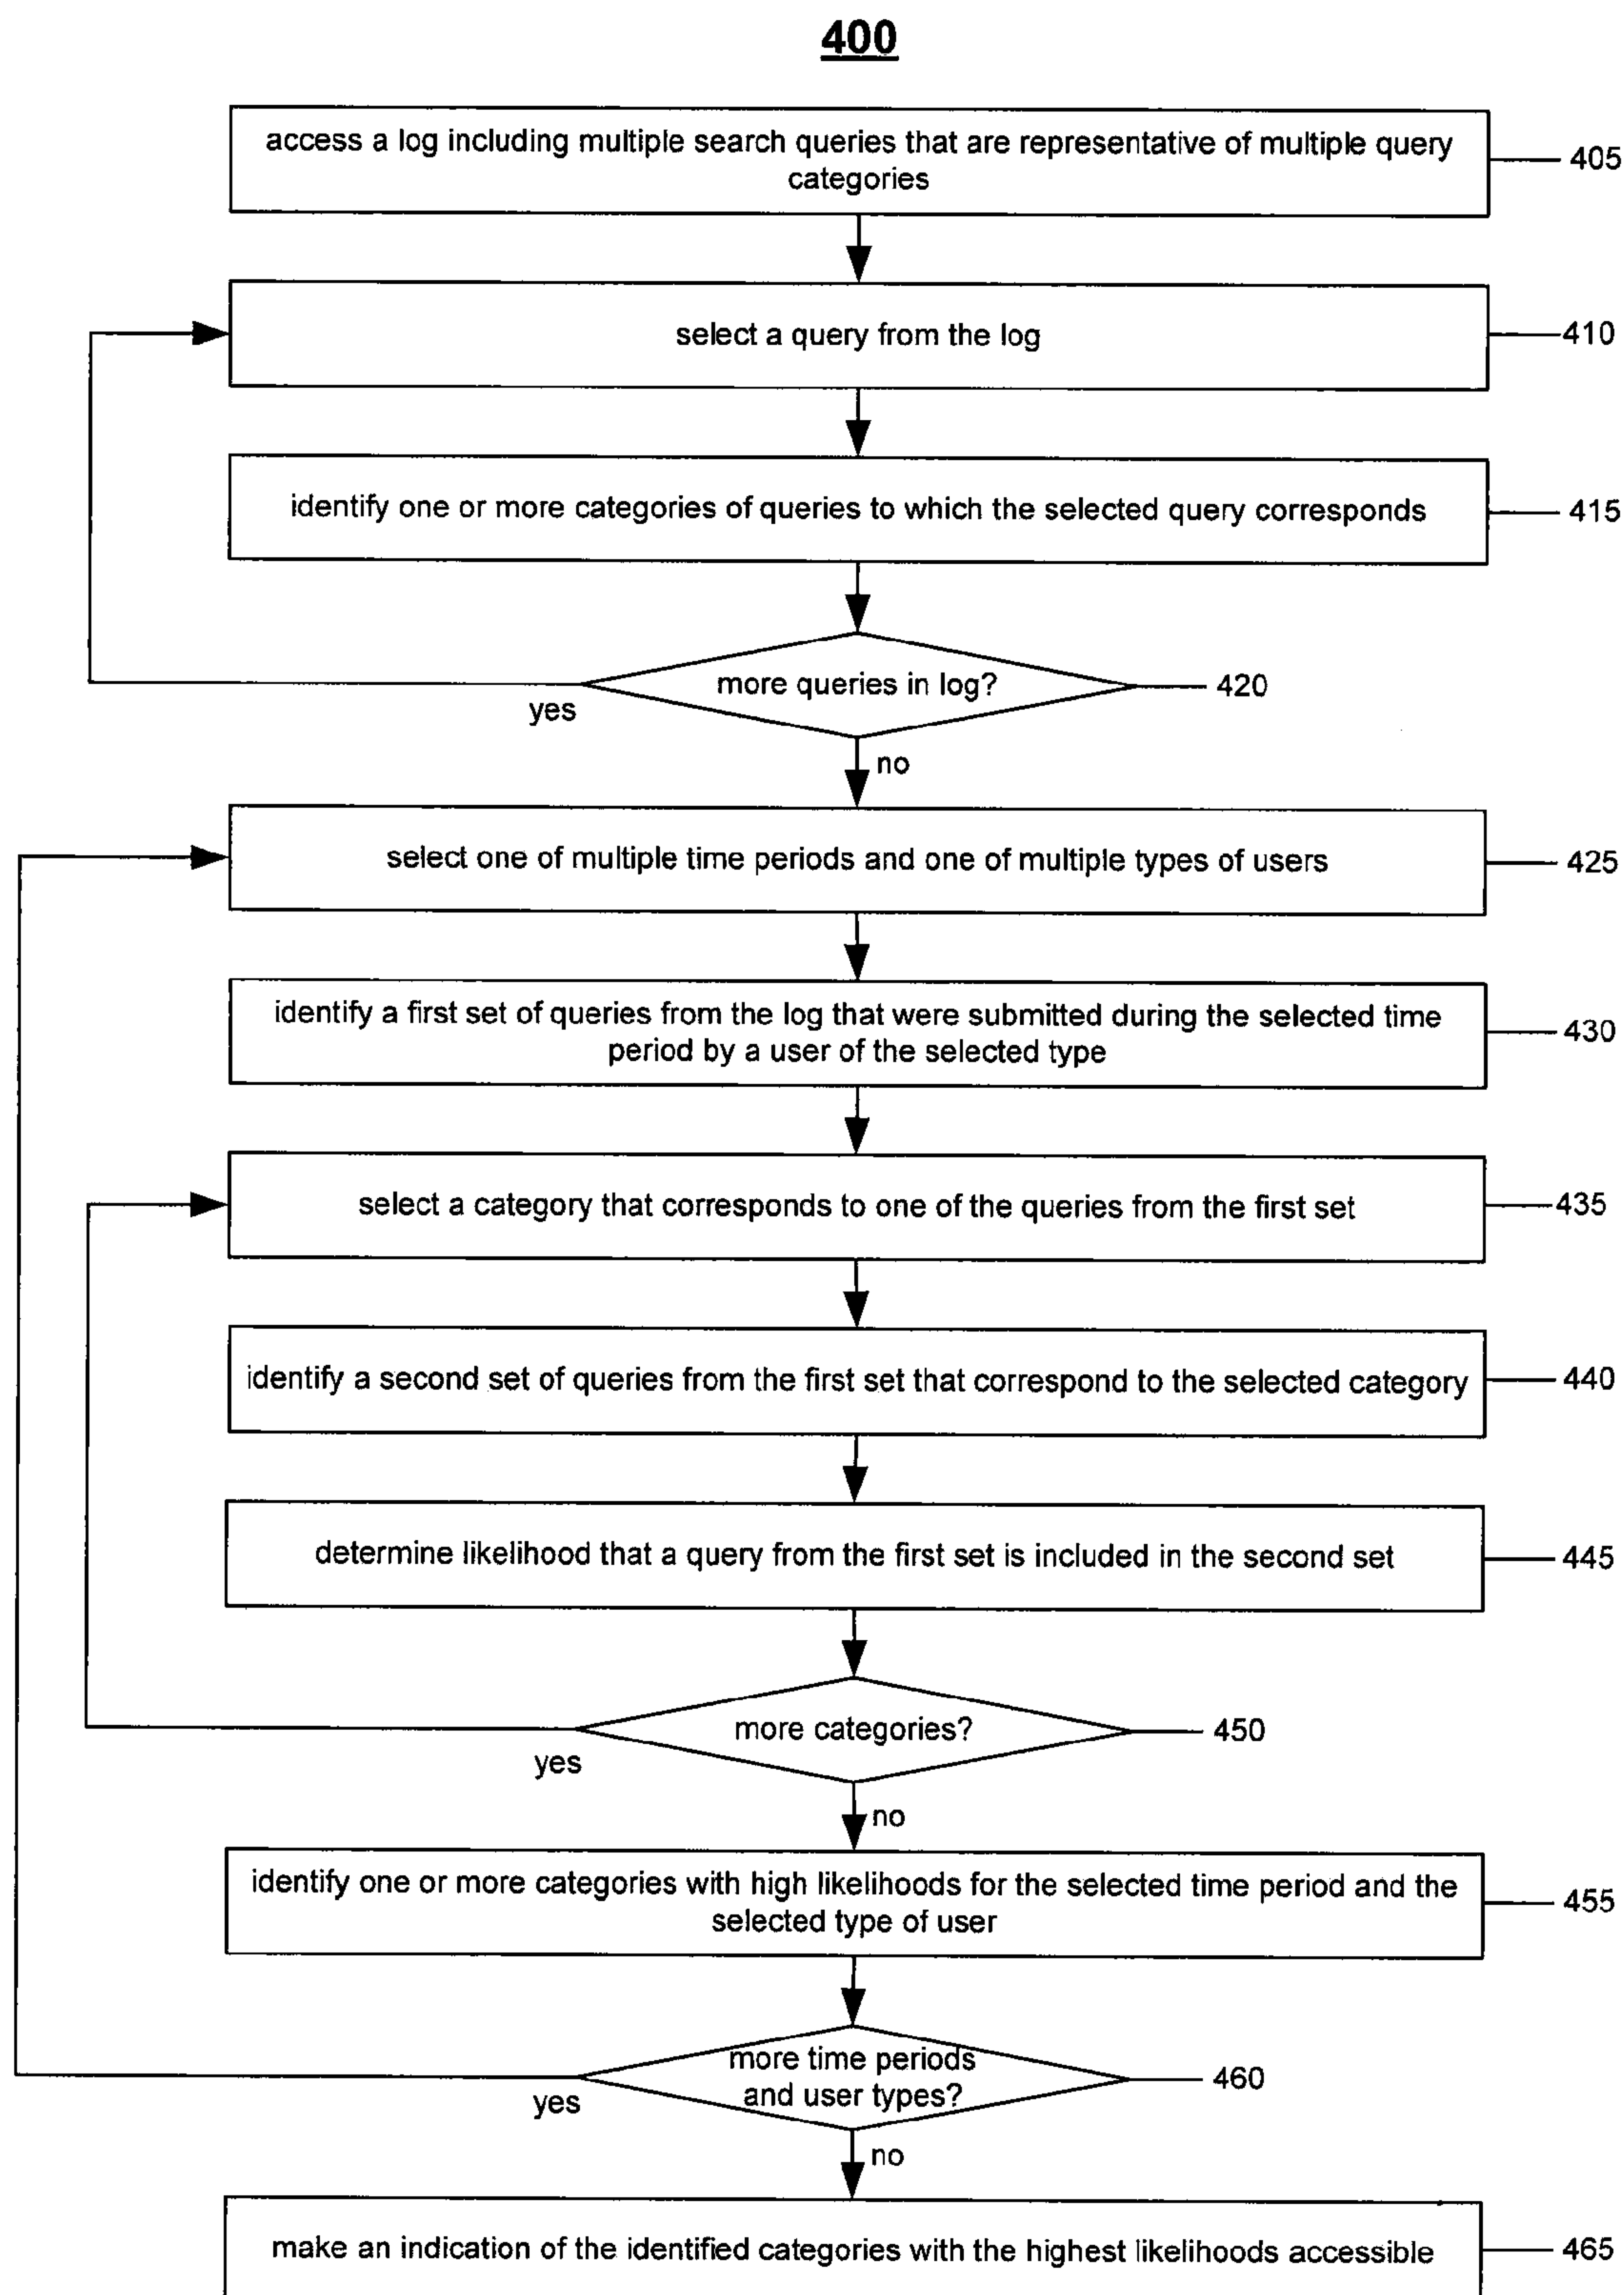 400
access a log including multiple search queries that are representative of multiple query
categories
405
select a query from the log
410
identify one or more categories of queries to which the selected query corresponds
415
more queries in log?
420
yes
no
select one of multiple time periods and one of multiple types of users
425
identify a first set of queries from the log that were submitted during the selected time
period by a user of the selected type
430
select a category that corresponds to one of the queries from the first set
435
identify a second set of queries from the first set that correspond to the selected category
440
determine likelihood that a query from the first set is included in the second set
445
more categories?
450
yes
no
identify one or more categories with high likelihoods for the selected time period and the
selected type of user
455
more time periods
and user types?
460
yes
no
make an indication of the identified categories with the highest likelihoods accessible
465